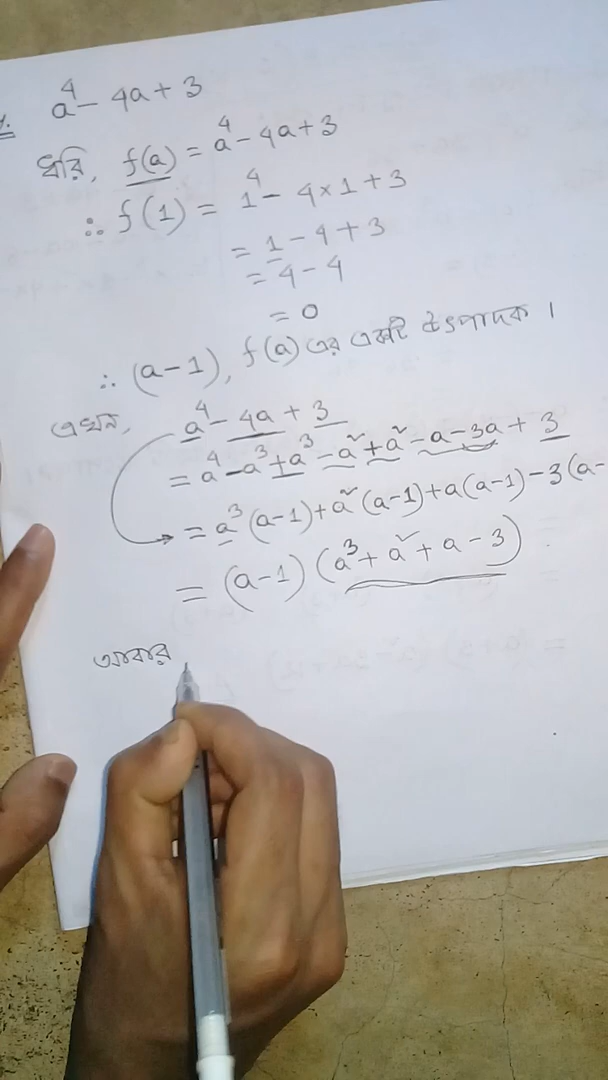 a⁴ - 4a + 3
ধরি, f(a) = a⁴ - 4a + 3
∴ f(1) = 1⁴ - 4×1 + 3
= 1 - 4 + 3
= 4 - 4
= 0
∴ (a-1), f(a) এর একটি উৎপাদক।
এখন, a⁴ - 4a + 3
= a⁴ - a³ + a³ - a² + a² - a - 3a + 3
= a³(a-1) + a²(a-1) + a(a-1) - 3(a-
= (a-1)(a³ + a² + a - 3)
আবার